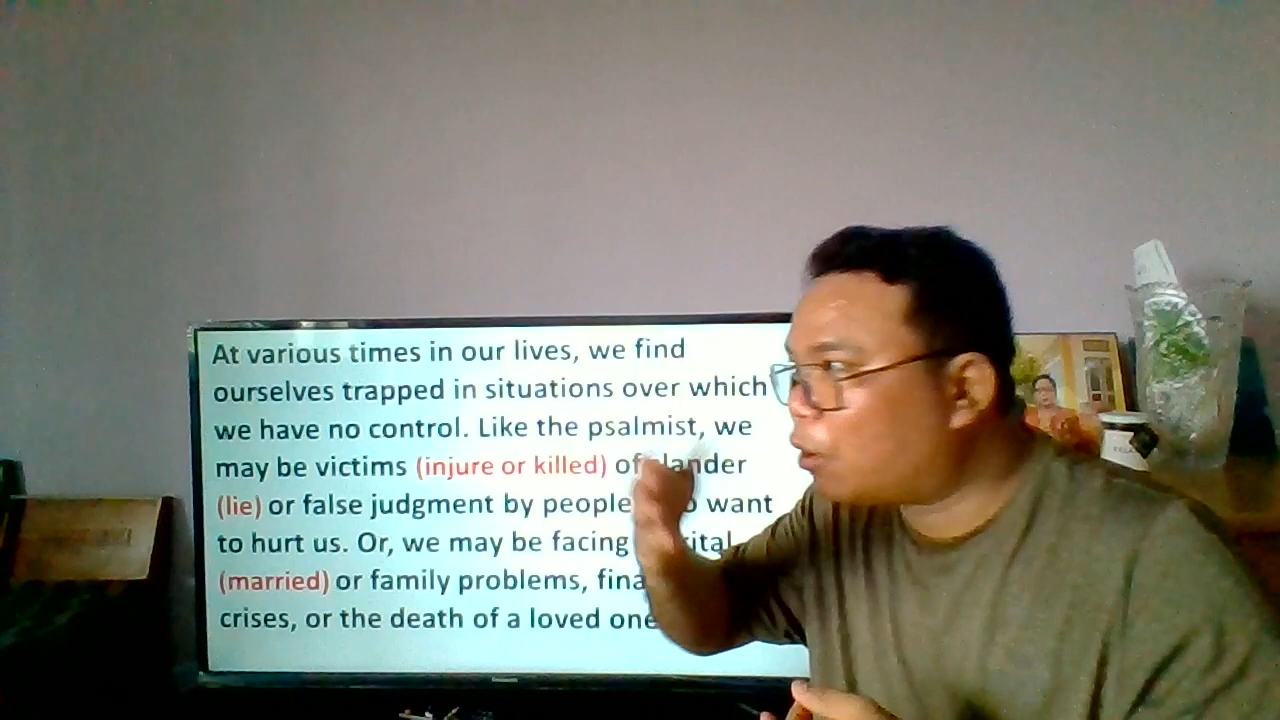 At various times in our lives, we find
ourselves trapped in situations over which
we have no control. Like the psalmist, we
may be victims (injure or killed) of slander
(lie) or false judgment by people want
to hurt us. Or, we may be facing
(married) or family problems,
crises, or the death of a loved one